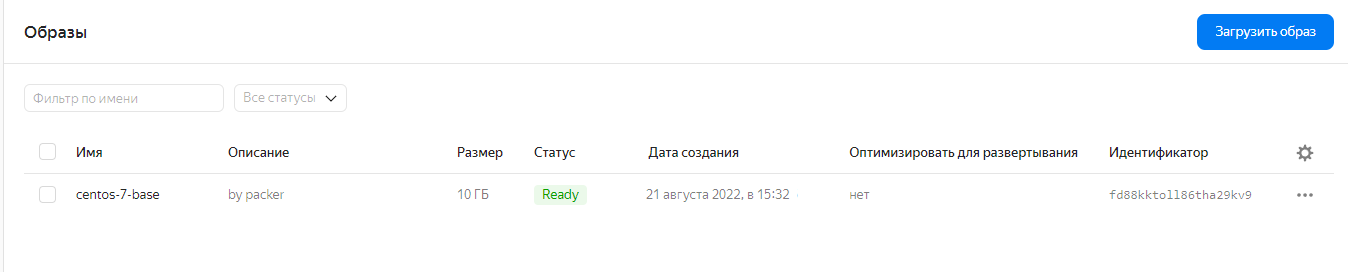 Образы
Загрузить образ
Фильтр по имени
Все статусы
Имя Описание Размер Статус Дата создания Оптимизировать для развертывания Идентификатор
centos-7-base by packer 10 ГБ Ready 21 августа 2022, в 15:32 нет fd88kktoll86tha29kv9